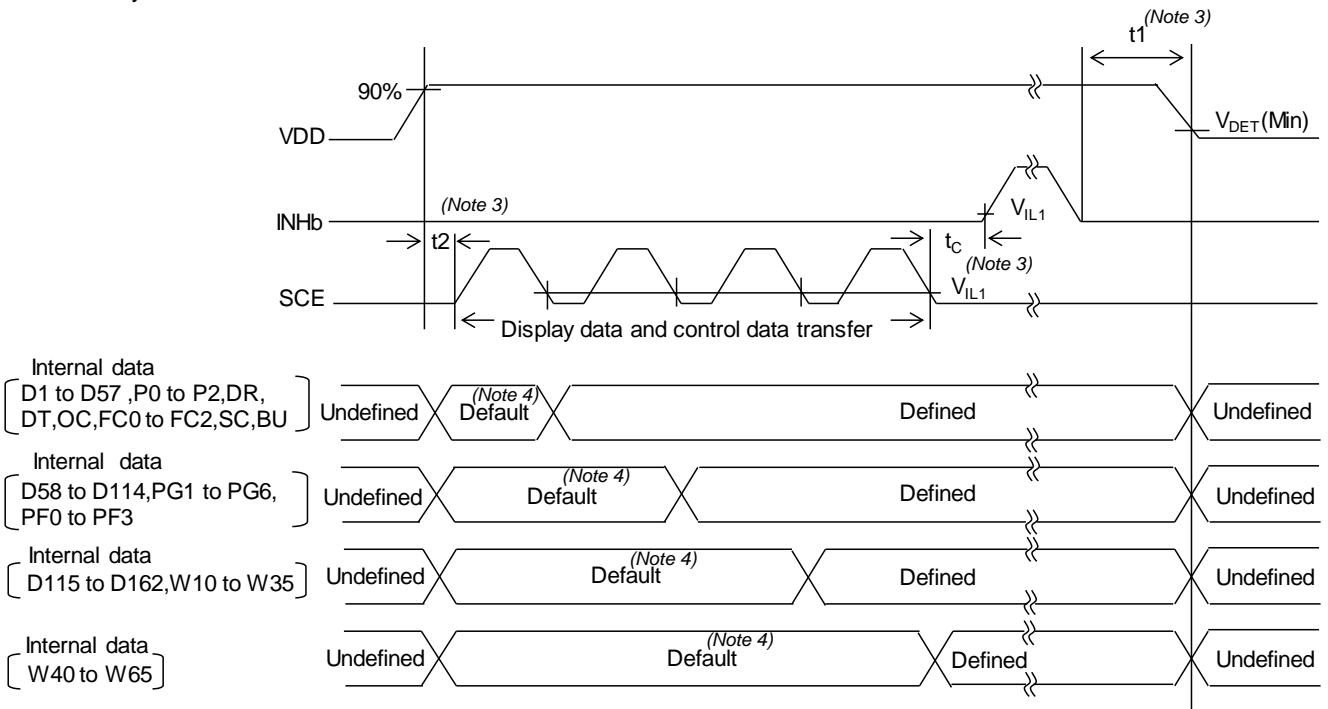 (Note 3)
t1
90%
VDD
VDET(Min)
(Note 3)
INHb
VIL1
t2
tC
(Note 3)
SCE
VIL1
Display data and control data transfer
Internal data
D1 to D57 ,P0 to P2,DR,
DT,OC,FC0 to FC2,SC,BU
Undefined
(Note 4)
Default
Defined
Undefined
Internal data
D58 to D114,PG1 to PG6,
PF0 to PF3
Undefined
(Note 4)
Default
Defined
Undefined
Internal data
D115 to D162,W10 to W35
Undefined
(Note 4)
Default
Defined
Undefined
Internal data
W40 to W65
Undefined
(Note 4)
Default
Defined
Undefined